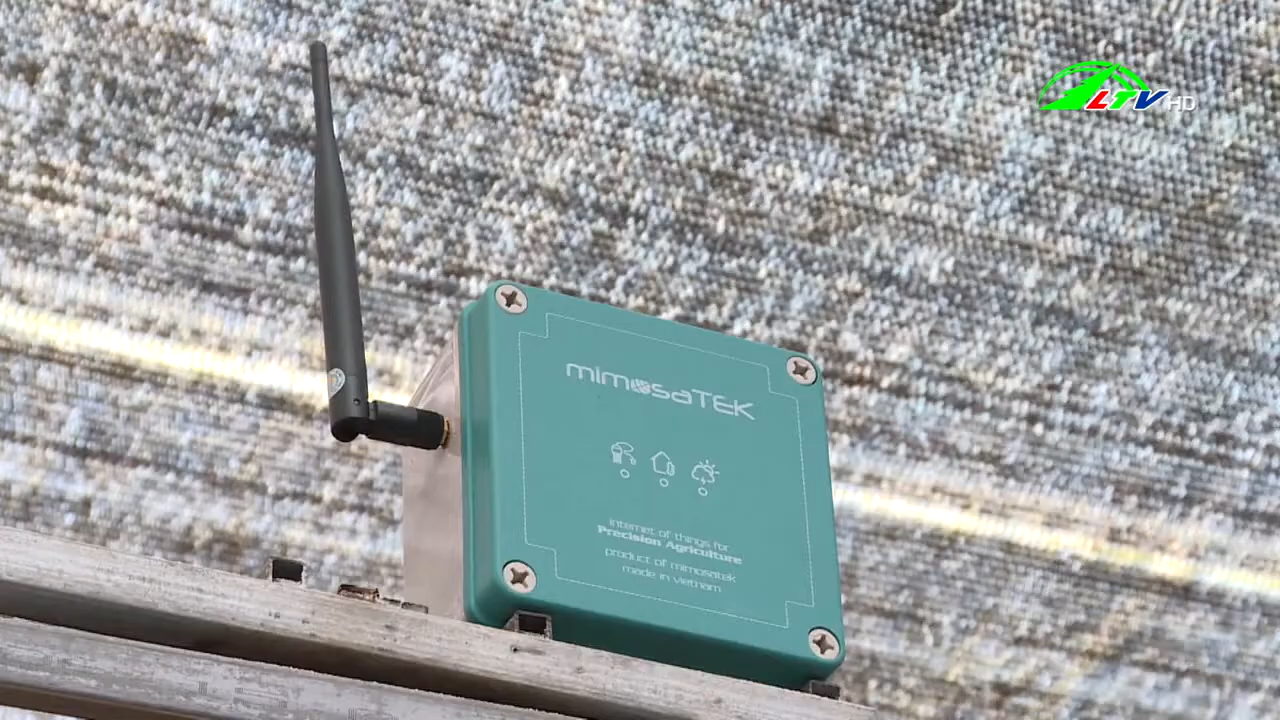 LTV HD
mimosaTEK
internet of things for
Precision Agriculture
product of mimosatek
made in vietnam